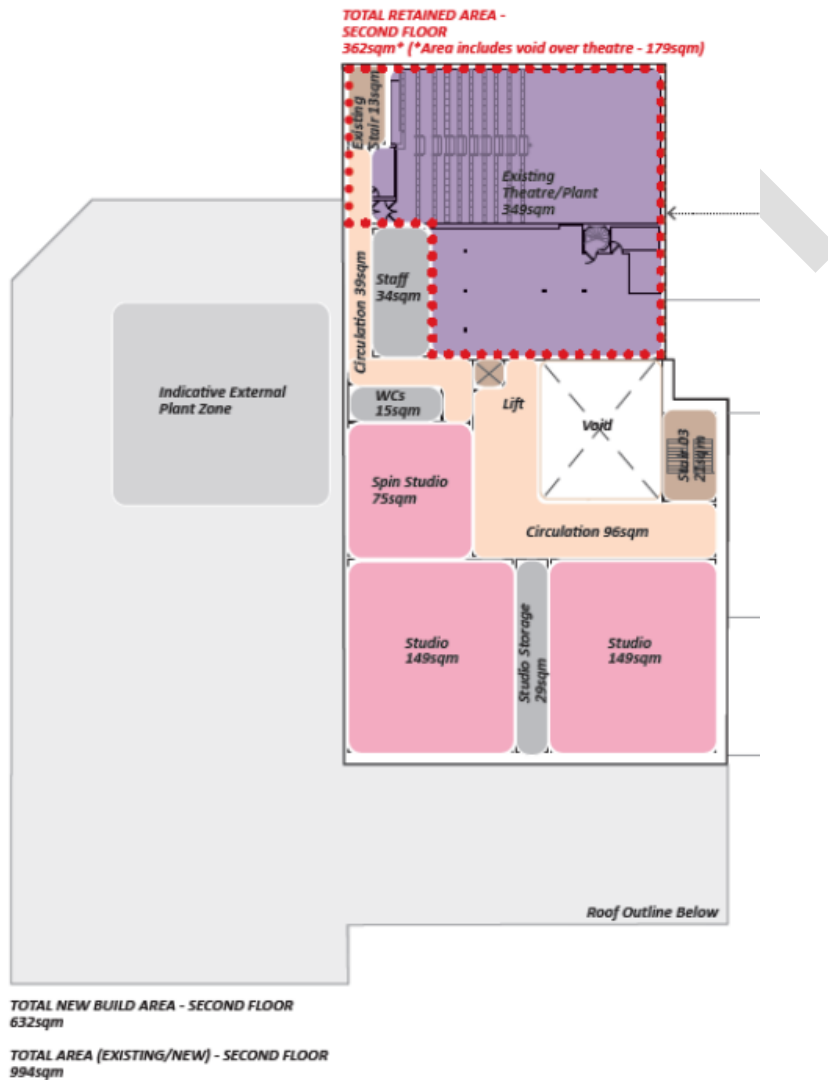 TOTAL RETAINED AREA -
SECOND FLOOR
362sqm* (*Area includes void over theatre - 179sqm)
Existing
Stair 13sqm
Existing
Theatre/Plant
349sqm
Circulation 39sqm
Staff
34sqm
Indicative External
Plant Zone
WCs
15sqm
Lift
Void
Stair 03
21sqm
Spin Studio
75sqm
Circulation 96sqm
Studio
149sqm
Studio Storage
29sqm
Studio
149sqm
Roof Outline Below
TOTAL NEW BUILD AREA - SECOND FLOOR
632sqm
TOTAL AREA (EXISTING/NEW) - SECOND FLOOR
994sqm